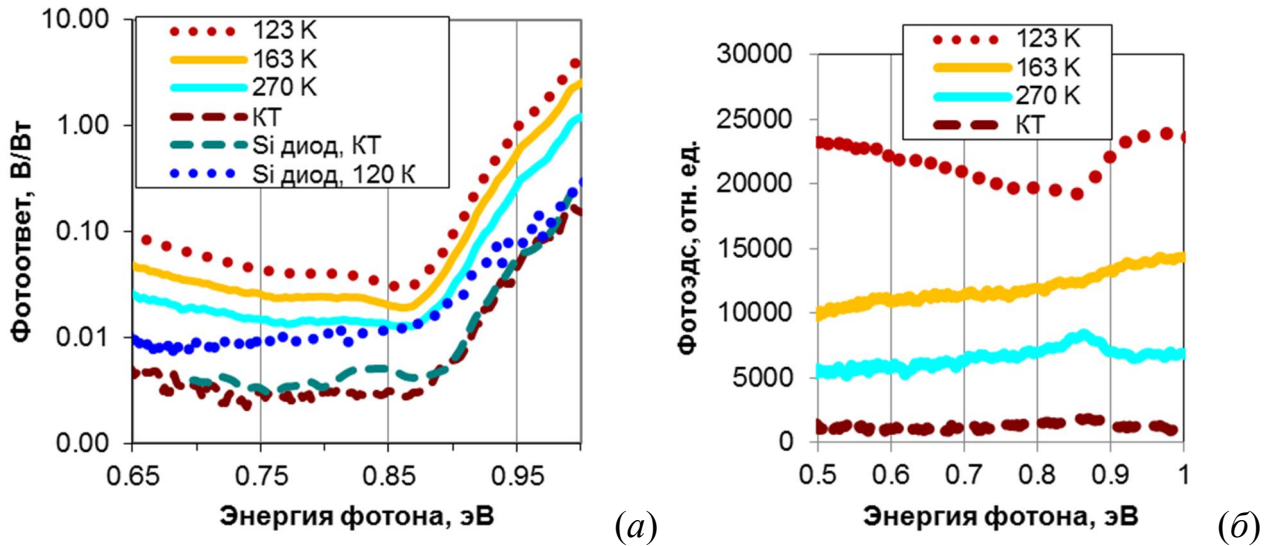 10.00
1.00
0.10
0.01
0.00
Фотоответ, В/Вт
123 K
163 K
270 K
КТ
Si диод, КТ
Si диод, 120 К
0.65
0.75
0.85
0.95
Энергия фотона, эВ
(а)
30000
25000
20000
15000
10000
5000
0
Фотоэдс, отн. ед.
123 K
163 K
270 K
КТ
0.5
0.6
0.7
0.8
0.9
1
Энергия фотона, эВ
(б)